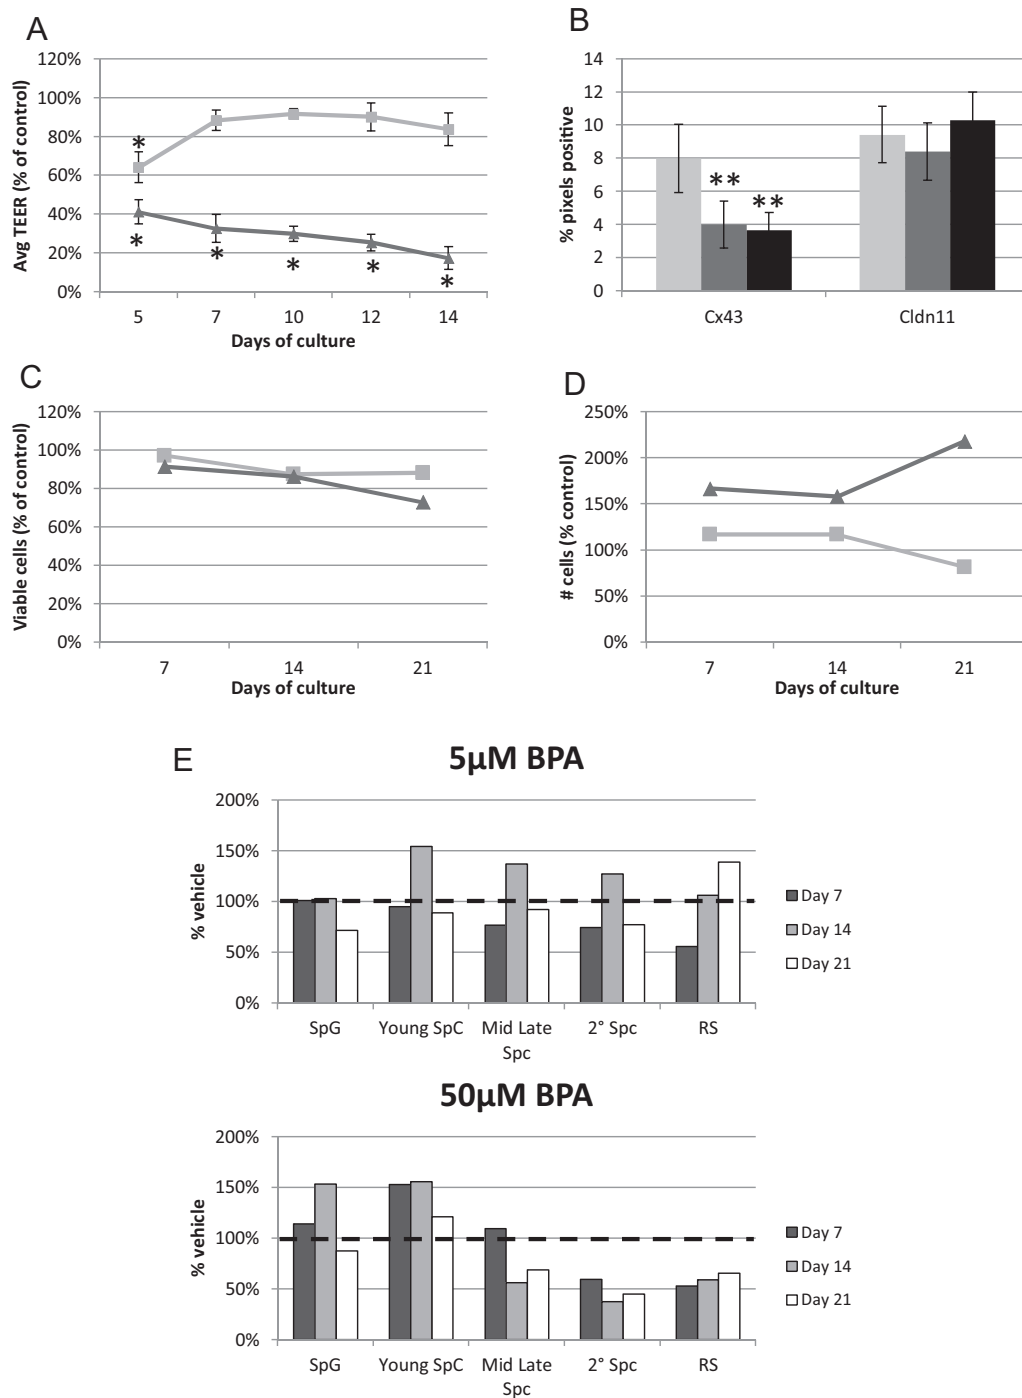 A
120%
100%
80%
60%
40%
20%
0%
Avg TEER (% of control)
*
* * * * *
5 7 10 12 14
Days of culture
B
14
12
10
8
6
4
2
0
% pixels positive
** **
Cx43 Cldn11
C
120%
100%
80%
60%
40%
20%
0%
Viable cells (% of control)
7 14 21
Days of culture
D
250%
200%
150%
100%
50%
0%
# cells (% control)
7 14 21
Days of culture
E
5µM BPA
200%
150%
100%
50%
0%
% vehicle
SpG Young SpC Mid Late 2° Spc RS
Spc
Day 7
Day 14
Day 21
50µM BPA
200%
150%
100%
50%
0%
% vehicle
SpG Young SpC Mid Late 2° Spc RS
Spc
Day 7
Day 14
Day 21